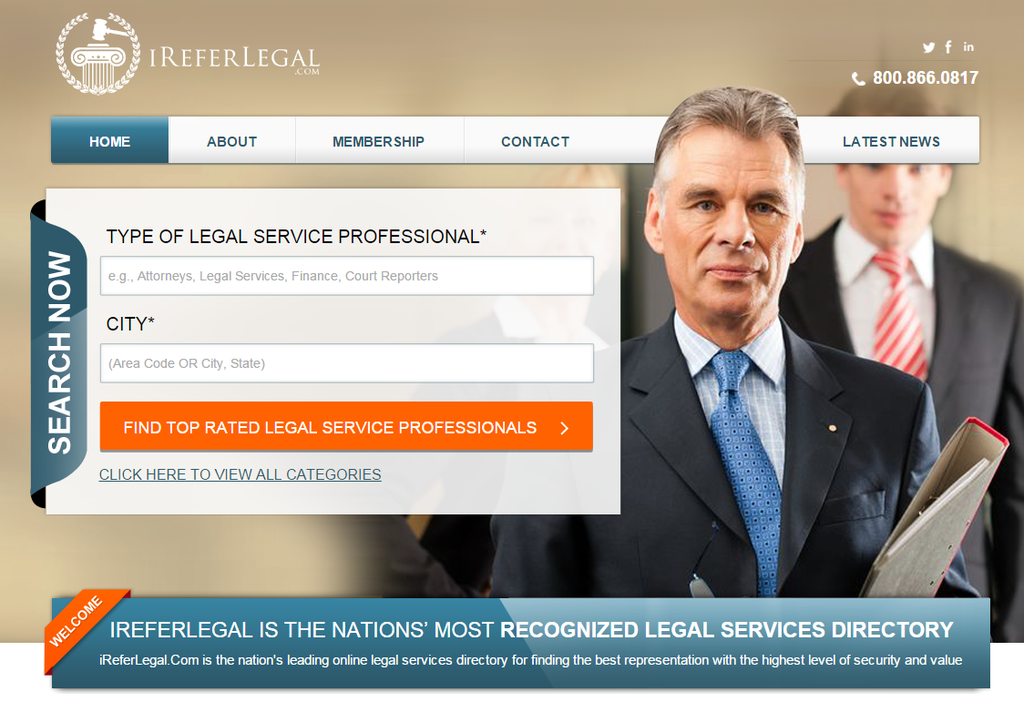 iReferLegal
.com
800.866.0817
HOME
ABOUT
MEMBERSHIP
CONTACT
LATEST NEWS
SEARCH NOW
TYPE OF LEGAL SERVICE PROFESSIONAL*
e.g., Attorneys, Legal Services, Finance, Court Reporters
CITY*
(Area Code OR City, State)
FIND TOP RATED LEGAL SERVICE PROFESSIONALS
CLICK HERE TO VIEW ALL CATEGORIES
WELCOME
IREFERLEGAL IS THE NATIONS’ MOST RECOGNIZED LEGAL SERVICES DIRECTORY
iReferLegal.Com is the nation's leading online legal services directory for finding the best representation with the highest level of security and value